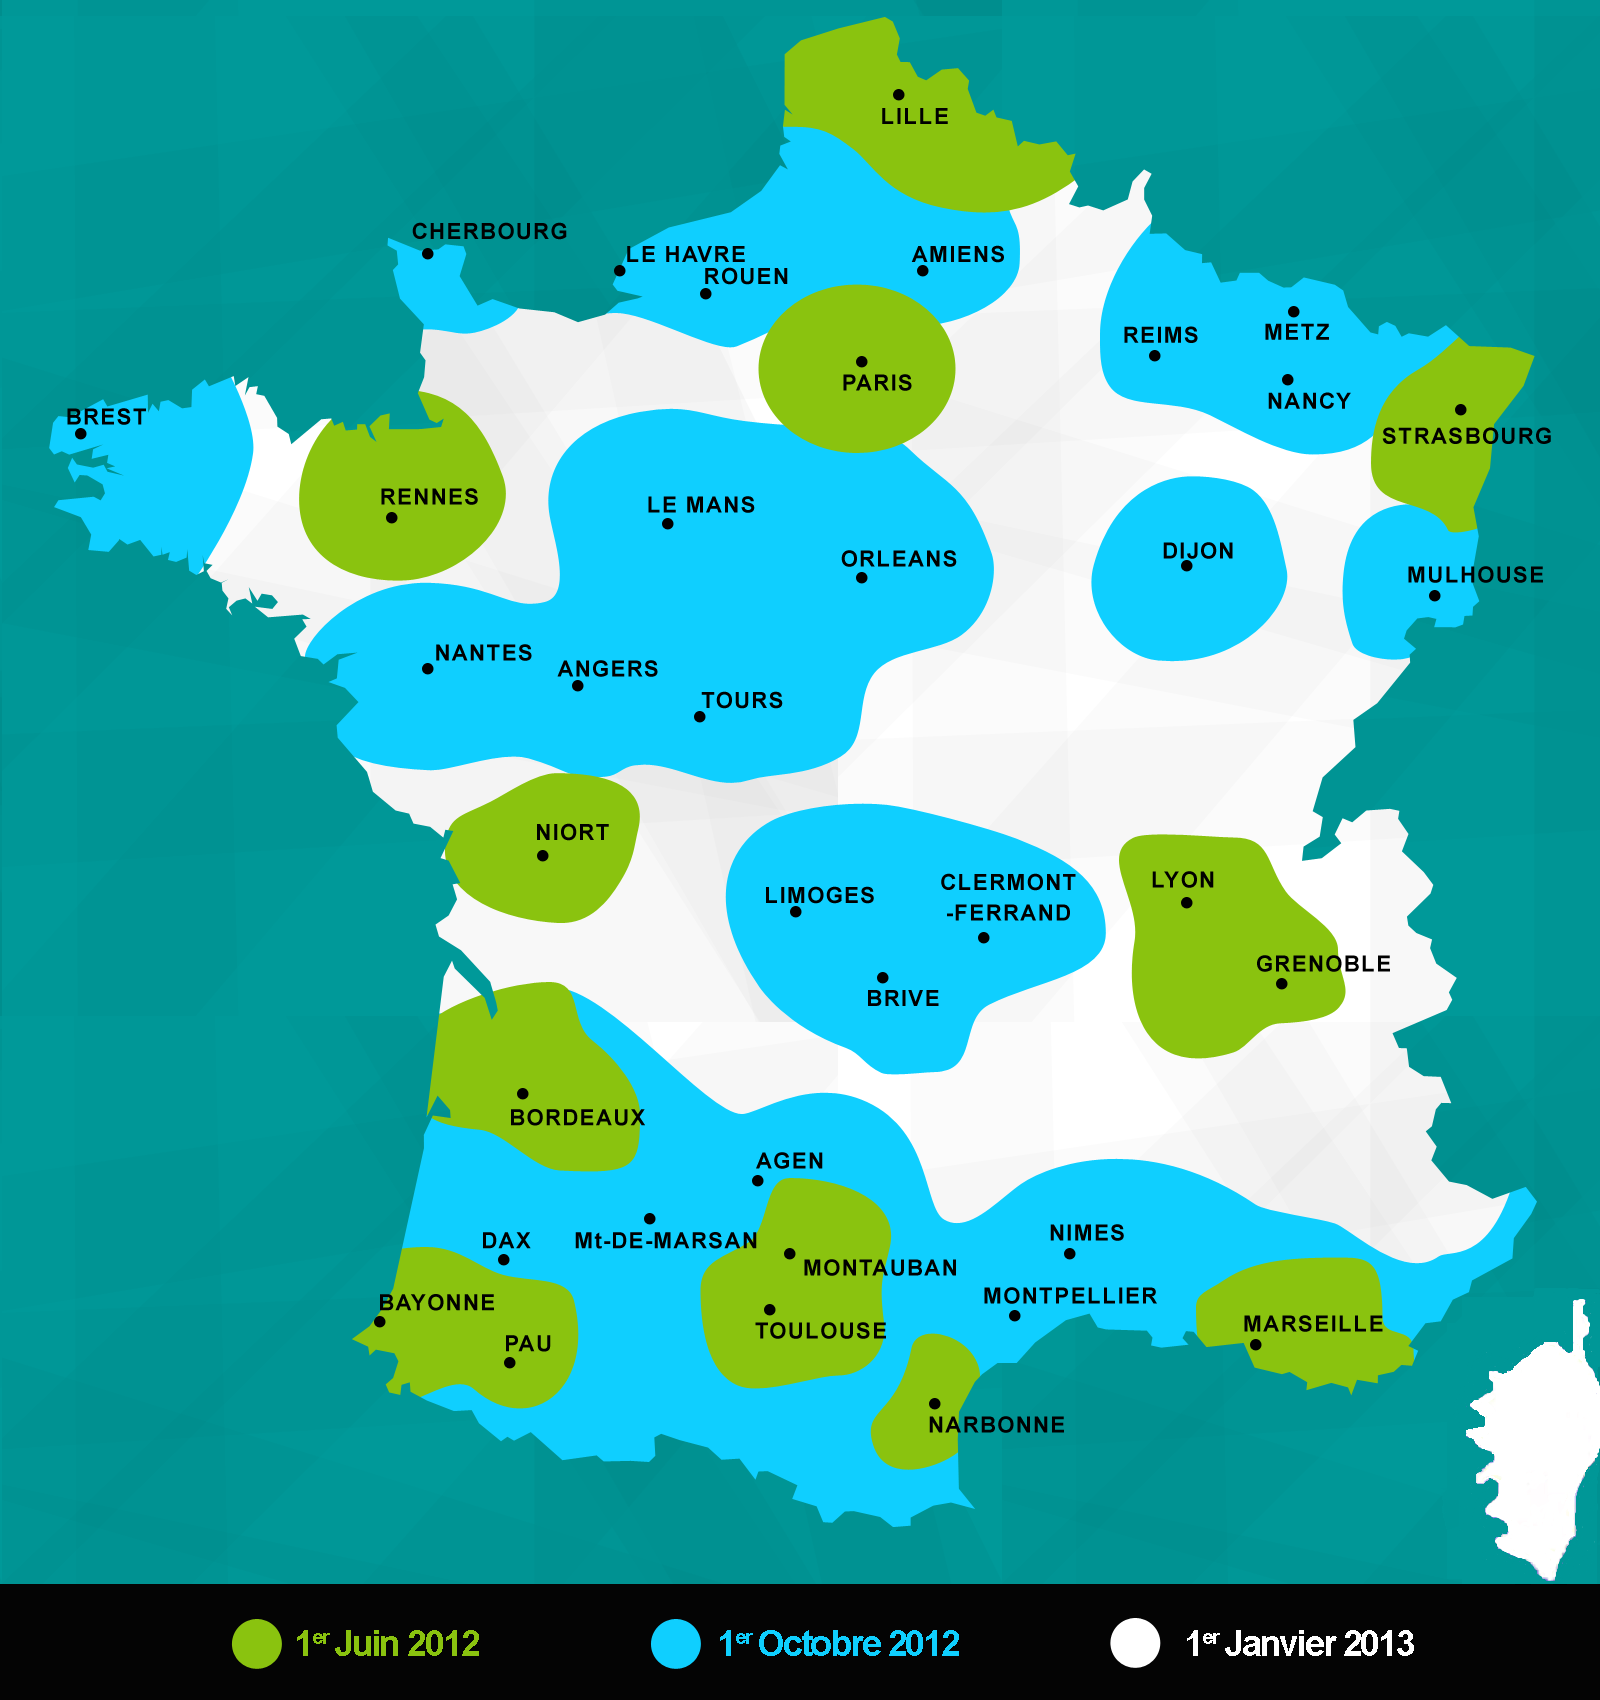 LILLE
CHERBOURG
LE HAVRE
AMIENS
ROUEN
REIMS
METZ
PARIS
NANCY
BREST
STRASBOURG
RENNES
LE MANS
DIJON
ORLEANS
MULHOUSE
NANTES
ANGERS
TOURS
NIORT
LYON
CLERMONT
-FERRAND
LIMOGES
GRENOBLE
BRIVE
BORDEAUX
AGEN
NIMES
DAX
Mt-DE-MARSAN
MONTAUBAN
MONTPELLIER
BAYONNE
MARSEILLE
TOULOUSE
PAU
NARBONNE
1er Juin 2012
1er Octobre 2012
1er Janvier 2013